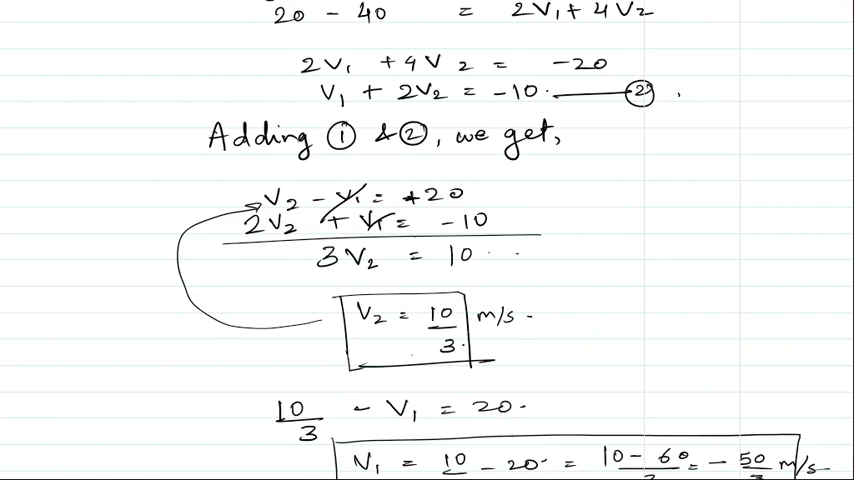 20 - 40 = 2V₁ + 4V₂
2V₁ + 4V₂ = -20
V₁ + 2V₂ = -10. ②.
Adding ① & ②, we get,
V₂ - V₁ = +20
2V₂ + V₁ = -10
3V₂ = 10
V₂ = 10/3 m/s.
10/3 - V₁ = 20.
V₁ = 10/ - 20 = 10 - 60/3 = - 50/3 m/s